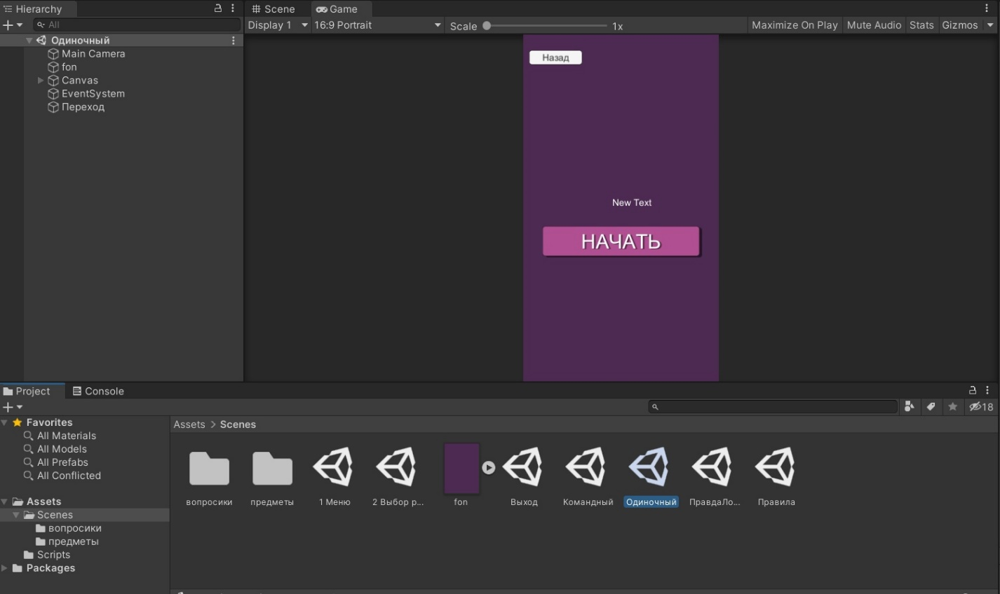 Hierarchy
All
Одиночный
Main Camera
fon
Canvas
EventSystem
Переход
Scene
Game
Display 1
16:9 Portrait
Scale
1x
Maximize On Play
Mute Audio
Stats
Gizmos
Назад
New Text
НАЧАТЬ
Project
Console
18
Favorites
All Materials
All Models
All Prefabs
All Conflicted
Assets
Scenes
вопросики
предметы
Scripts
Packages
Assets > Scenes
вопросики
предметы
1 Меню
2 Выбор р...
fon
Выход
Командный
Одиночный
ПравдаЛо...
Правила